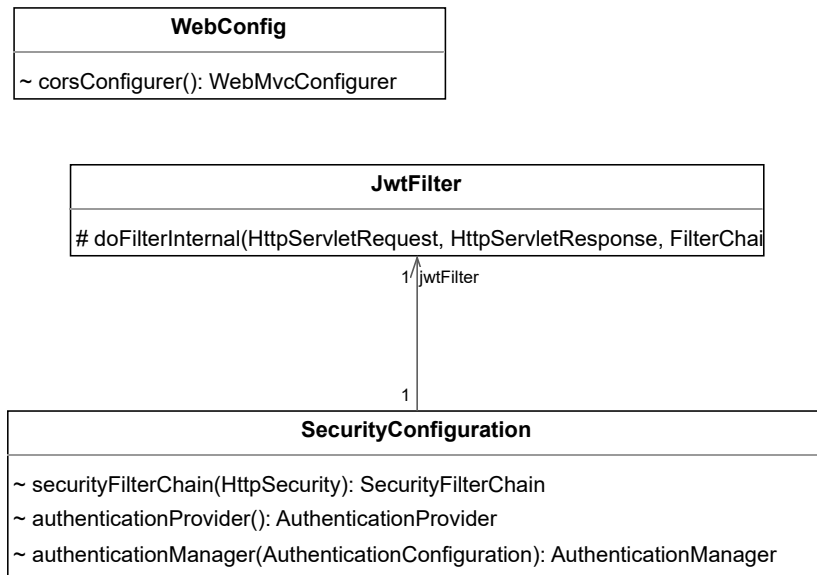 WebConfig
~ corsConfigurer(): WebMvcConfigurer
JwtFilter
# doFilterInternal(HttpServletRequest, HttpServletResponse, FilterChai
1 jwtFilter
1
SecurityConfiguration
~ securityFilterChain(HttpSecurity): SecurityFilterChain
~ authenticationProvider(): AuthenticationProvider
~ authenticationManager(AuthenticationConfiguration): AuthenticationManager